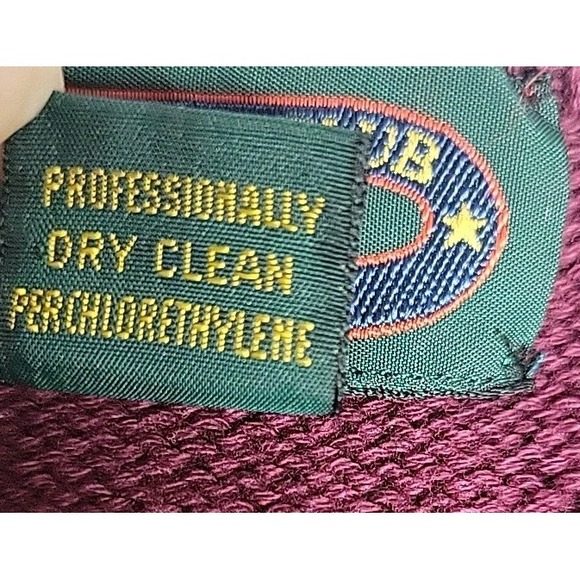 PROFESSIONALLY
DRY CLEAN
PERCHLORETHYLENE